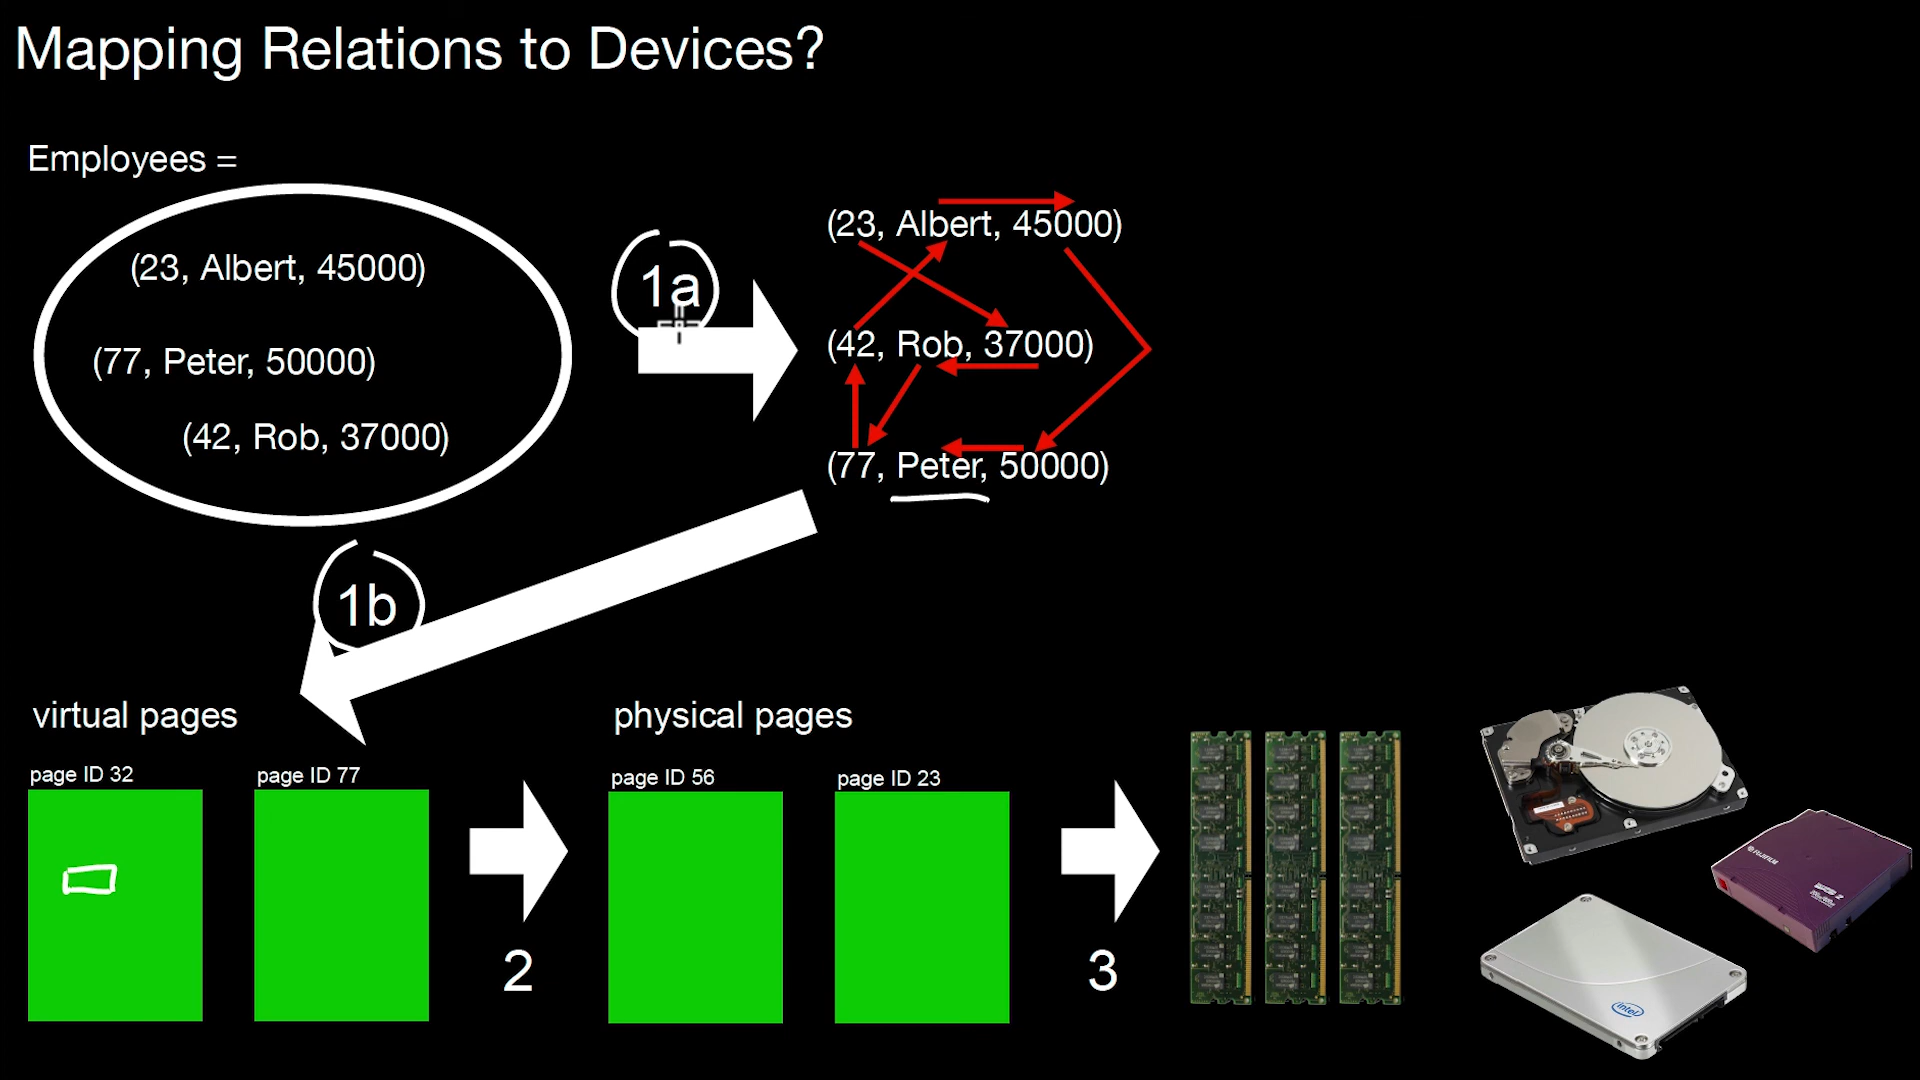 Mapping Relations to Devices?
Employees =
(23, Albert, 45000)
(77, Peter, 50000)
(42, Rob, 37000)
1a
(23, Albert, 45000)
(42, Rob, 37000)
(77, Peter, 50000)
1b
virtual pages
page ID 32
page ID 77
2
physical pages
page ID 56
page ID 23
3
FUJIFILM
intel